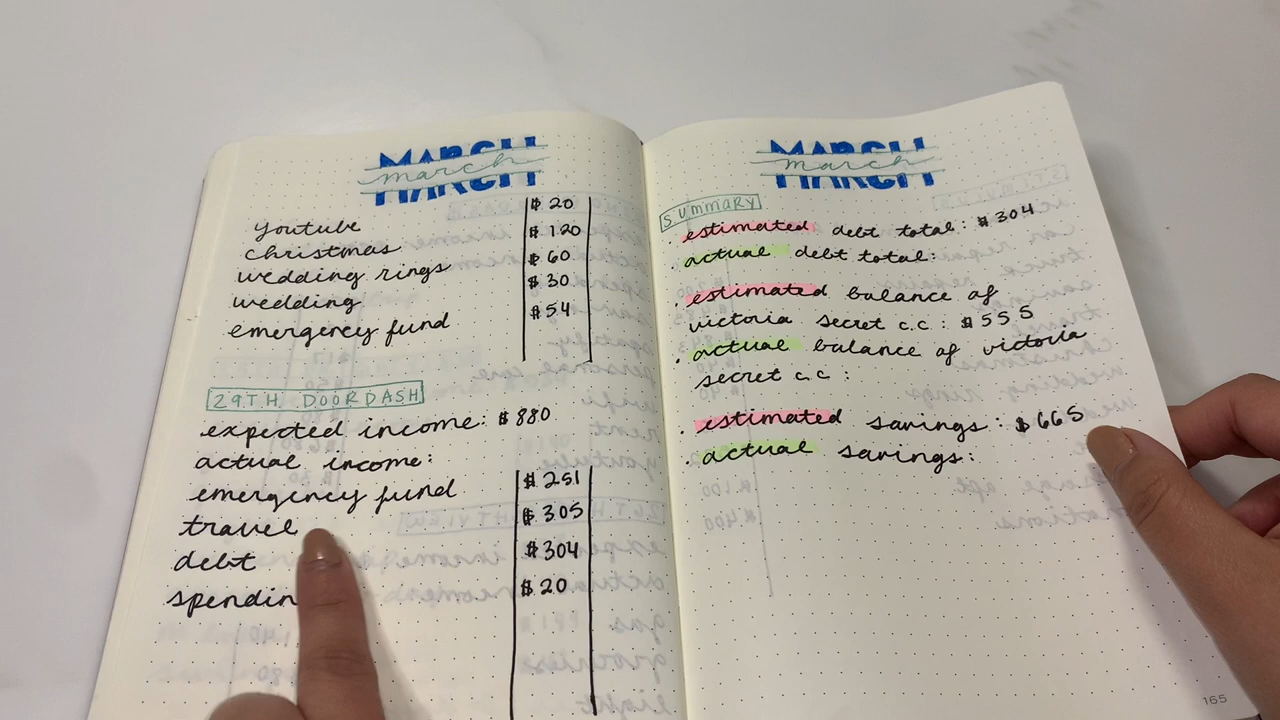 MARCH
march
MARCH
youtube $20
christmas $120
wedding rings $60
wedding $30
emergency fund $54
29TH DOORDASH
expected income: $880
actual income:
emergency fund $251
travel $305
debt $304
spendin $20
MARCH
march
MARCH
SUMMARY
• estimated debt total: $304
• actual debt total:
• estimated balance of
victoria secret c.c: $555
• actual balance of victoria
secret c.c:
• estimated savings: $665
• actual savings:
165